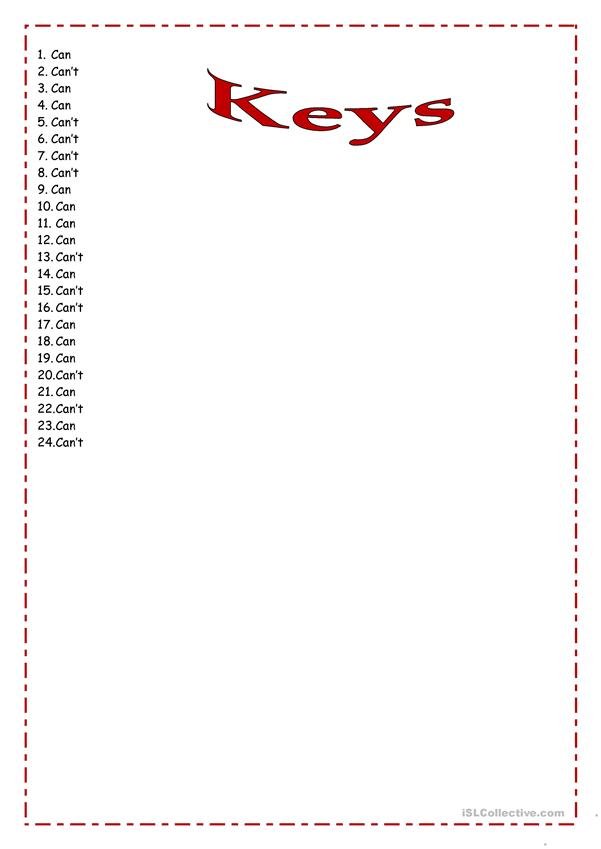 Keys
1. Can
2. Can't
3. Can
4. Can
5. Can't
6. Can't
7. Can't
8. Can't
9. Can
10. Can
11. Can
12. Can
13. Can't
14. Can
15. Can't
16. Can't
17. Can
18. Can
19. Can
20.Can't
21. Can
22.Can't
23.Can
24.Can't
iSLCollective.com